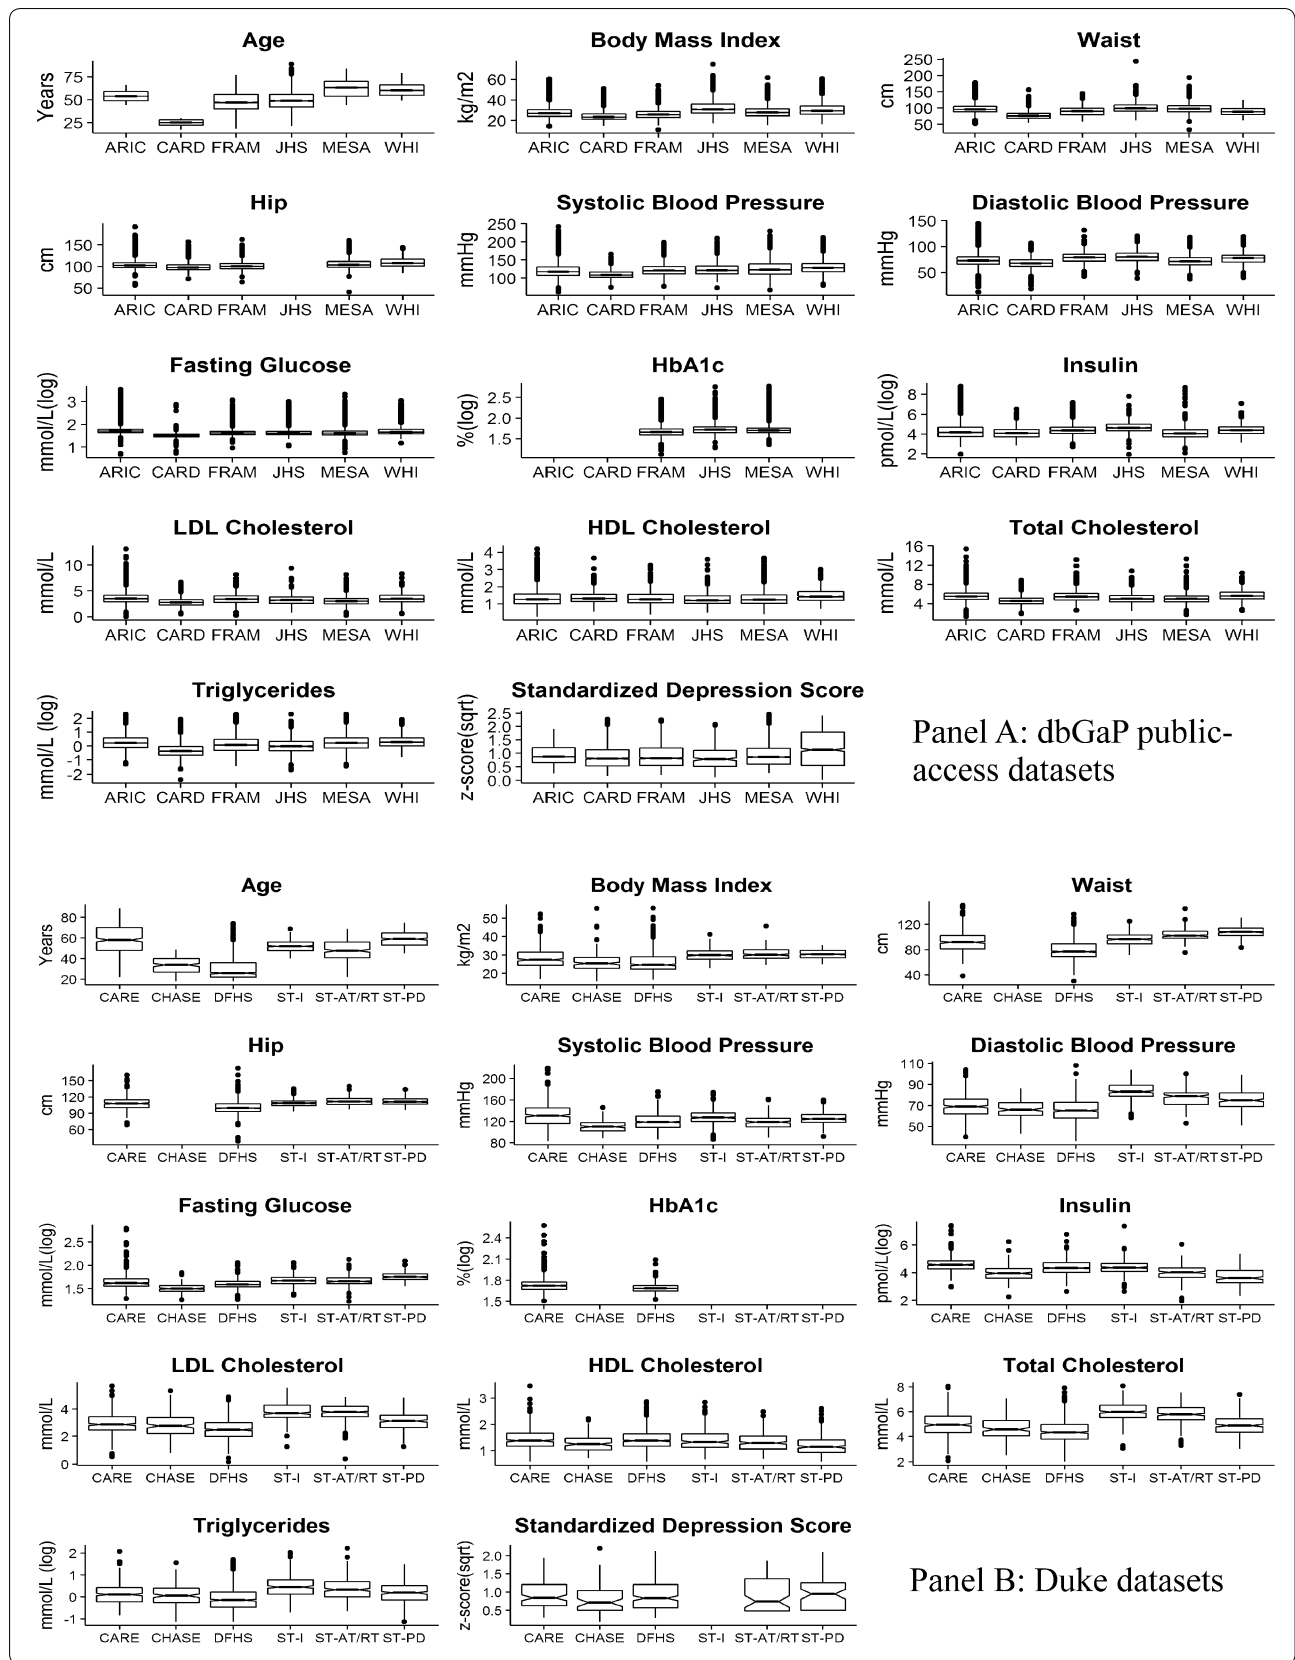 Age
Years
75
50
25
ARIC CARD FRAM JHS MESA WHI
Body Mass Index
kg/m2
60
40
20
ARIC CARD FRAM JHS MESA WHI
Waist
cm
250
200
150
100
50
ARIC CARD FRAM JHS MESA WHI
Hip
cm
150
100
50
ARIC CARD FRAM JHS MESA WHI
Systolic Blood Pressure
mmHg
250
200
150
100
ARIC CARD FRAM JHS MESA WHI
Diastolic Blood Pressure
mmHg
150
100
50
ARIC CARD FRAM JHS MESA WHI
Fasting Glucose
mmol/L(log)
3
2
1
ARIC CARD FRAM JHS MESA WHI
HbA1c
%(log)
2.5
2.0
1.5
ARIC CARD FRAM JHS MESA WHI
Insulin
pmol/L(log)
8
6
4
2
ARIC CARD FRAM JHS MESA WHI
LDL Cholesterol
mmol/L
10
5
0
ARIC CARD FRAM JHS MESA WHI
HDL Cholesterol
mmol/L
4
3
2
1
ARIC CARD FRAM JHS MESA WHI
Total Cholesterol
mmol/L
16
12
8
4
ARIC CARD FRAM JHS MESA WHI
Triglycerides
mmol/L (log)
2
1
0
-1
-2
ARIC CARD FRAM JHS MESA WHI
Standardized Depression Score
z-score(sqrt)
2.5
2.0
1.5
1.0
0.5
0.0
ARIC CARD FRAM JHS MESA WHI
Panel A: dbGaP public-
access datasets
Age
Years
80
60
40
20
CARE CHASE DFHS ST-I ST-AT/RT ST-PD
Body Mass Index
kg/m2
50
40
30
20
CARE CHASE DFHS ST-I ST-AT/RT ST-PD
Waist
cm
120
80
40
CARE CHASE DFHS ST-I ST-AT/RT ST-PD
Hip
cm
150
120
90
60
CARE CHASE DFHS ST-I ST-AT/RT ST-PD
Systolic Blood Pressure
mmHg
200
160
120
80
CARE CHASE DFHS ST-I ST-AT/RT ST-PD
Diastolic Blood Pressure
mmHg
110
90
70
50
CARE CHASE DFHS ST-I ST-AT/RT ST-PD
Fasting Glucose
mmol/L(log)
2.5
2.0
1.5
CARE CHASE DFHS ST-I ST-AT/RT ST-PD
HbA1c
%(log)
2.4
2.1
1.8
1.5
CARE CHASE DFHS ST-I ST-AT/RT ST-PD
Insulin
pmol/L(log)
6
4
2
CARE CHASE DFHS ST-I ST-AT/RT ST-PD
LDL Cholesterol
mmol/L
4
2
0
CARE CHASE DFHS ST-I ST-AT/RT ST-PD
HDL Cholesterol
mmol/L
3
2
1
CARE CHASE DFHS ST-I ST-AT/RT ST-PD
Total Cholesterol
mmol/L
8
6
4
2
CARE CHASE DFHS ST-I ST-AT/RT ST-PD
Triglycerides
mmol/L (log)
2
1
0
-1
CARE CHASE DFHS ST-I ST-AT/RT ST-PD
Standardized Depression Score
z-score(sqrt)
2.0
1.5
1.0
0.5
CARE CHASE DFHS ST-I ST-AT/RT ST-PD
Panel B: Duke datasets